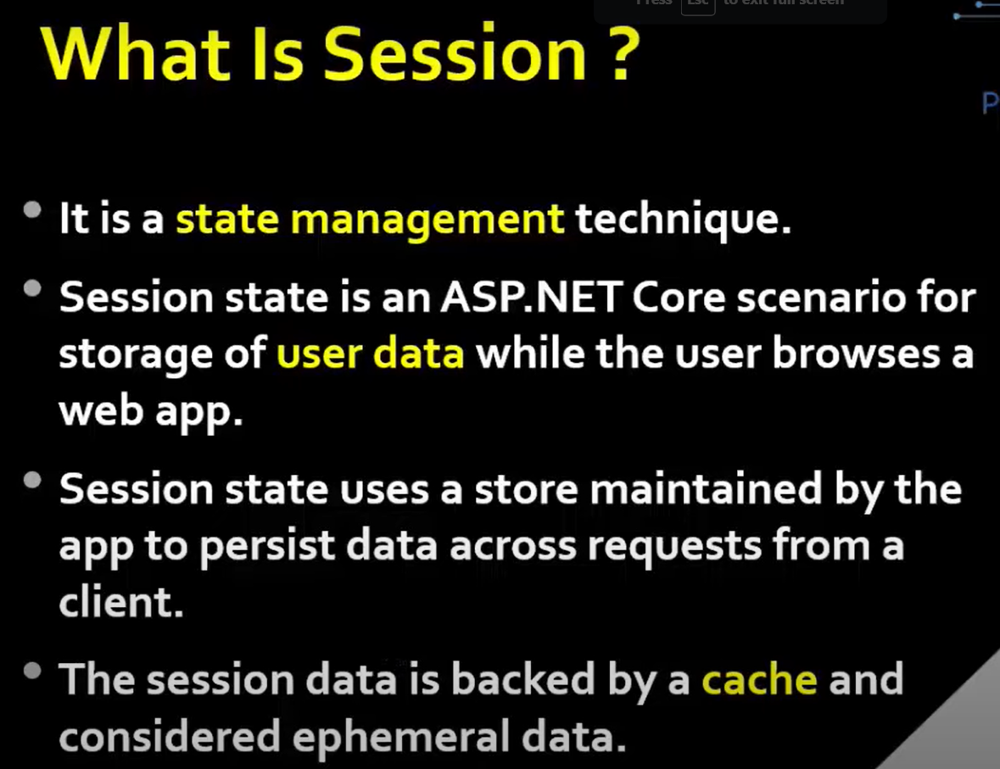 Press Esc to exit full screen
What Is Session ?
P
• It is a state management technique.
• Session state is an ASP.NET Core scenario for
storage of user data while the user browses a
web app.
• Session state uses a store maintained by the
app to persist data across requests from a
client.
• The session data is backed by a cache and
considered ephemeral data.